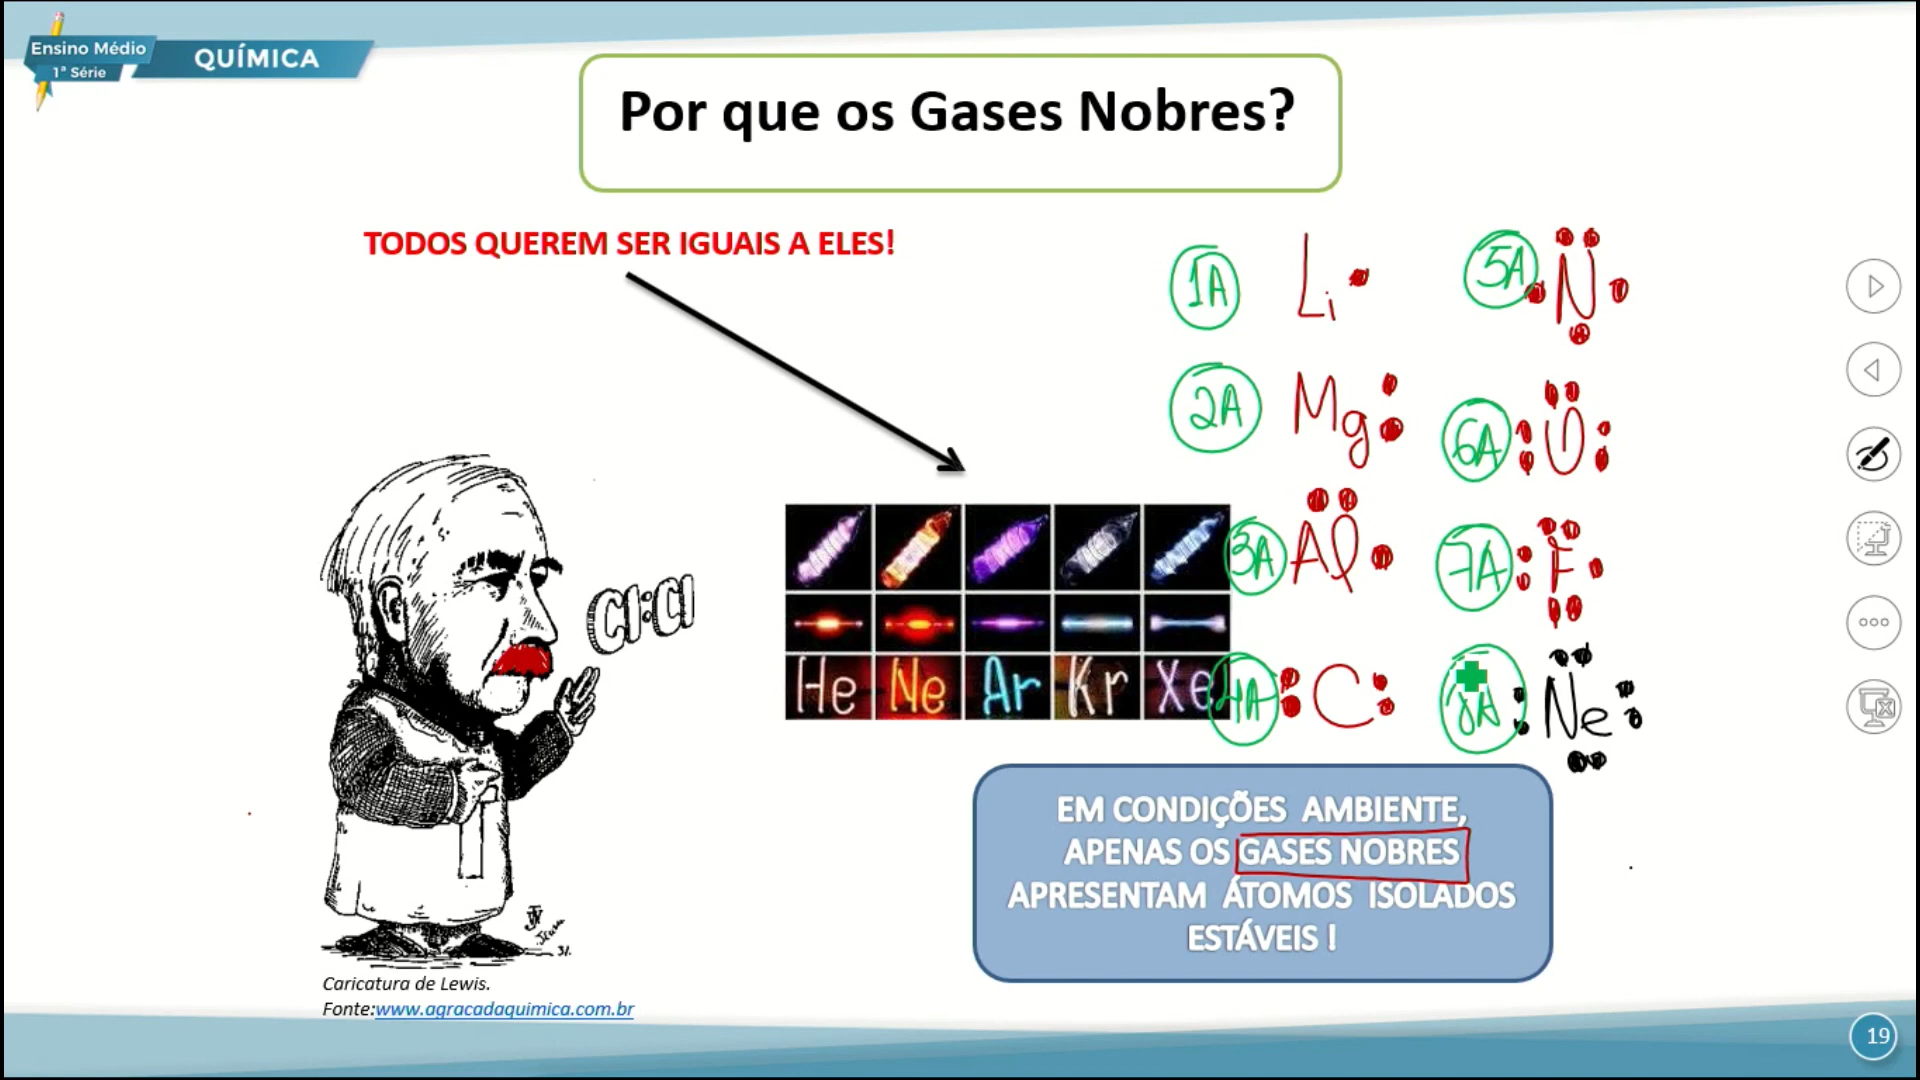 Ensino Médio
1ª Série
QUÍMICA
Por que os Gases Nobres?
TODOS QUEREM SER IGUAIS A ELES!
1A Li
5A N
2A Mg
6A O
3A Al
7A F
4A C
8A Ne
Cl:Cl
He Ne Ar Kr Xe
EM CONDIÇÕES AMBIENTE,
APENAS OS GASES NOBRES
APRESENTAM ÁTOMOS ISOLADOS
ESTÁVEIS !
Caricatura de Lewis.
Fonte:www.agracadaquimica.com.br
19